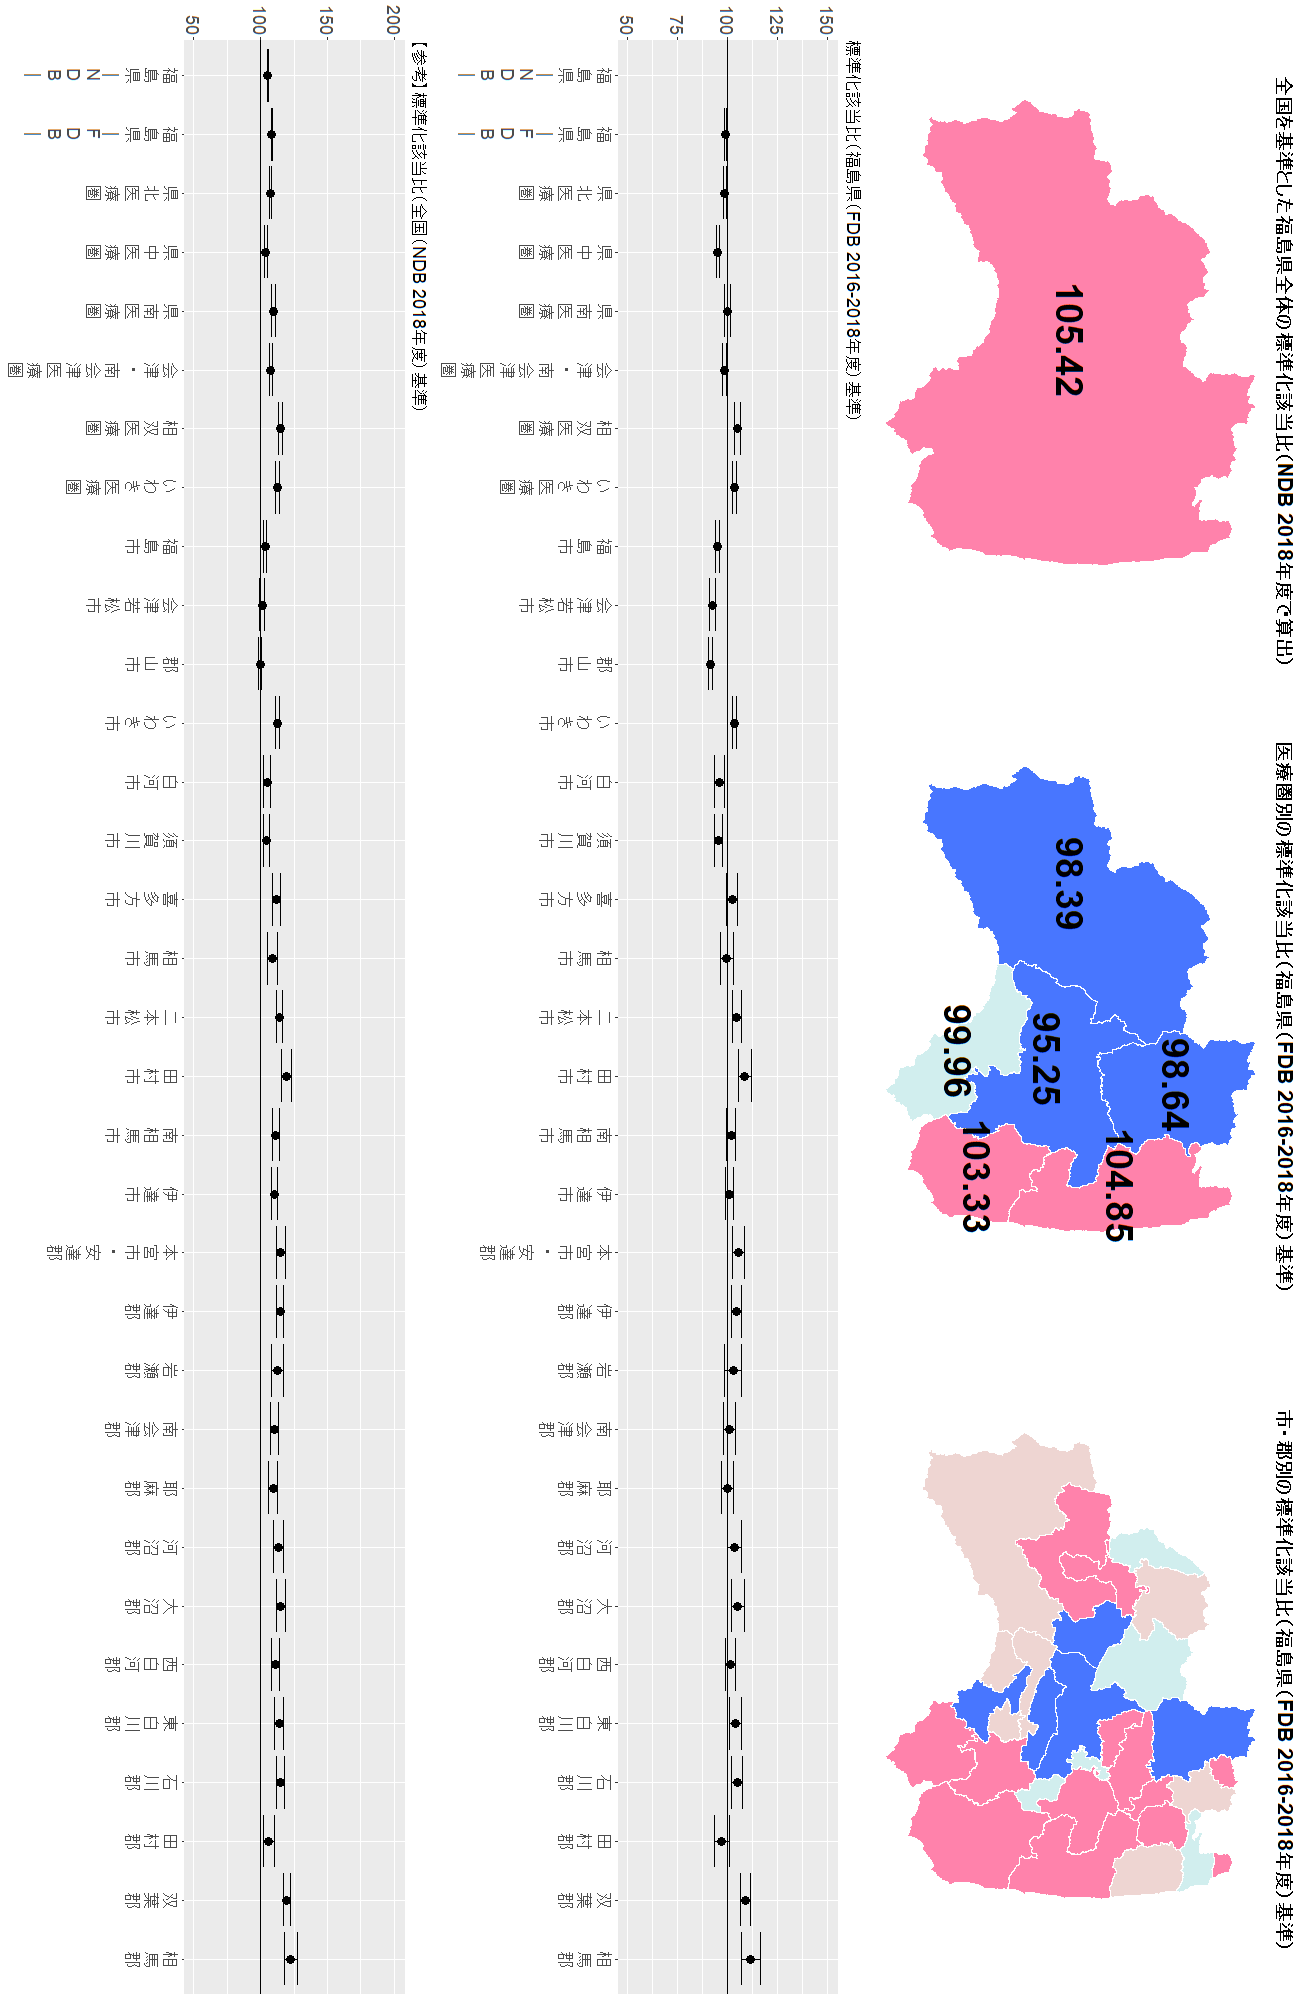 全国を基準とした福島県全体の標準化該当比(NDB 2018年度で算出)
105.42
医療圏別の標準化該当比(福島県(FDB 2016-2018年度)基準)
98.39
98.64
95.25
99.96
104.85
103.33
市・郡別の標準化該当比(福島県(FDB 2016-2018年度)基準)
標準化該当比(福島県(FDB 2016-2018年度)基準)
150
125
100
75
50
福島県|NDB|
福島県|FDB|
県北医療圏
県中医療圏
県南医療圏
会津・南会津医療圏
相双医療圏
いわき医療圏
福島市
会津若松市
郡山市
いわき市
白河市
須賀川市
喜多方市
相馬市
二本松市
田村市
南相馬市
伊達市
本宮市・安達郡
伊達郡
岩瀬郡
南会津郡
耶麻郡
河沼郡
大沼郡
西白河郡
東白川郡
石川郡
田村郡
双葉郡
相馬郡
【参考】標準化該当比(全国(NDB 2018年度)基準)
200
150
100
50
福島県|NDB|
福島県|FDB|
県北医療圏
県中医療圏
県南医療圏
会津・南会津医療圏
相双医療圏
いわき医療圏
福島市
会津若松市
郡山市
いわき市
白河市
須賀川市
喜多方市
相馬市
二本松市
田村市
南相馬市
伊達市
本宮市・安達郡
伊達郡
岩瀬郡
南会津郡
耶麻郡
河沼郡
大沼郡
西白河郡
東白川郡
石川郡
田村郡
双葉郡
相馬郡